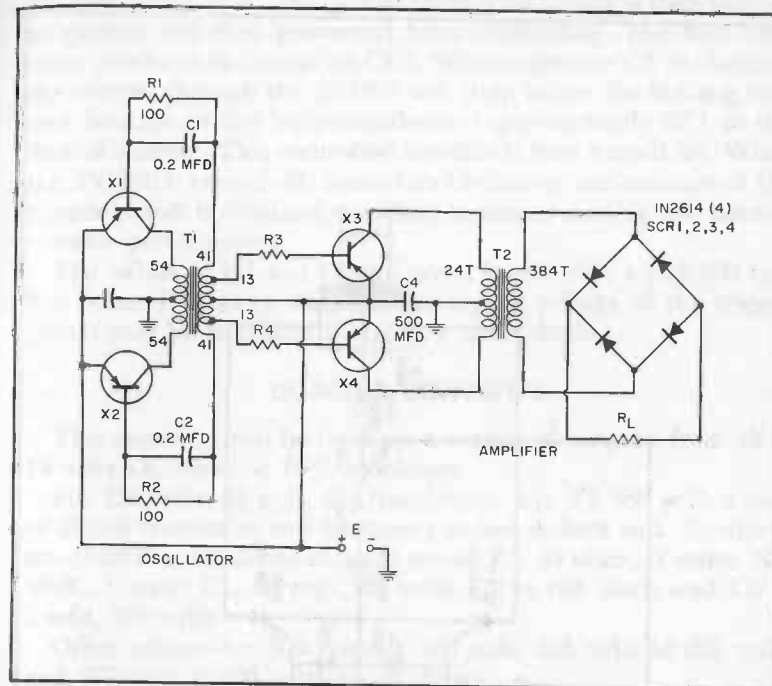 R1
100
C1
0.2 MFD
X1
X3
IN2614 (4)
SCR1,2,3,4
T1
R3
54
41
13
C4
24T
T2
384T
13
500
MFD
54
41
R4
X4
X2
C2
0.2 MFD
RL
AMPLIFIER
R2
100
OSCILLATOR
+ E -